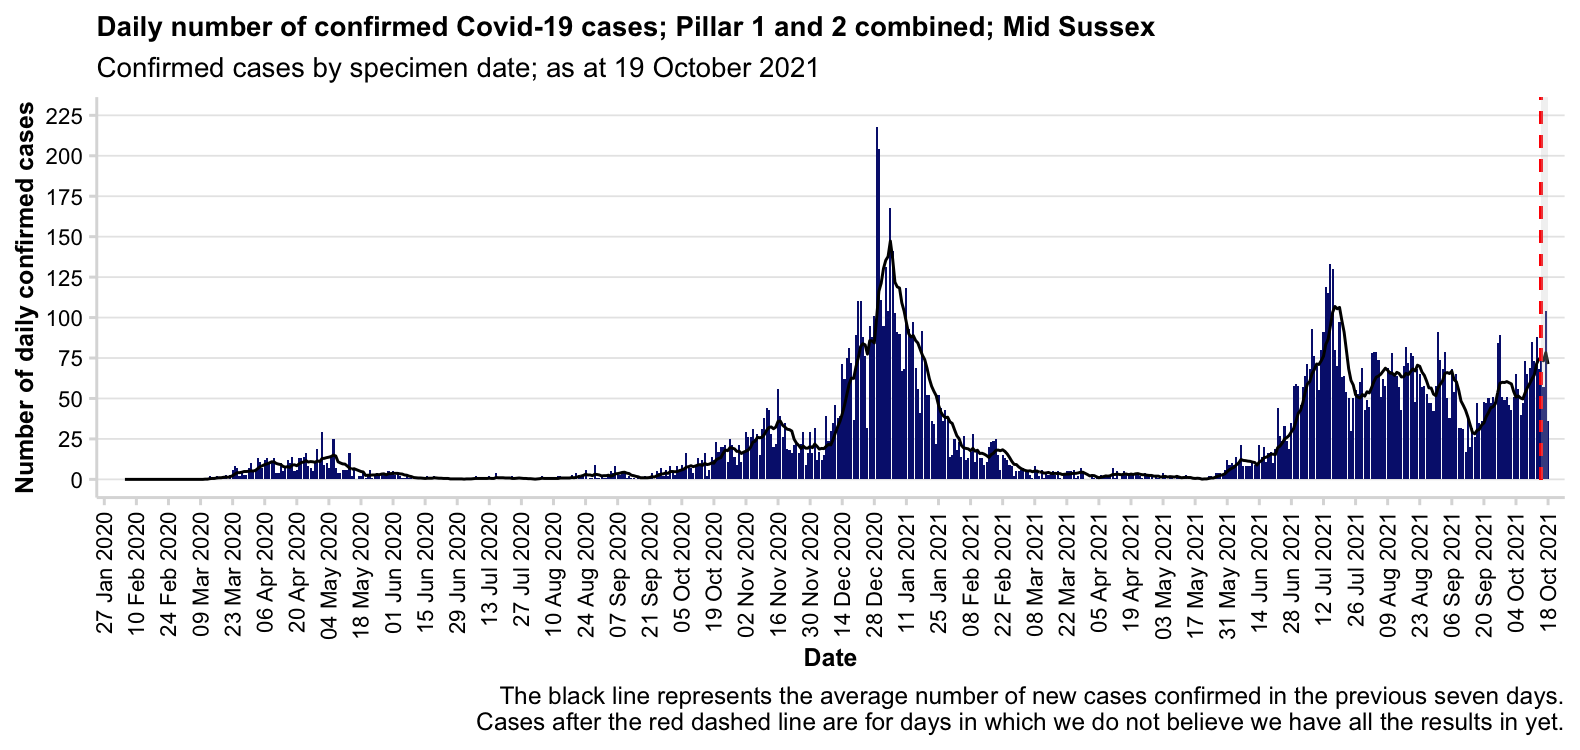 Daily number of confirmed Covid-19 cases; Pillar 1 and 2 combined; Mid Sussex
Confirmed cases by specimen date; as at 19 October 2021
Number of daily confirmed cases
225
200
175
150
125
100
75
50
25
0
27 Jan 2020
10 Feb 2020
24 Feb 2020
09 Mar 2020
23 Mar 2020
06 Apr 2020
20 Apr 2020
04 May 2020
18 May 2020
01 Jun 2020
15 Jun 2020
29 Jun 2020
13 Jul 2020
27 Jul 2020
10 Aug 2020
24 Aug 2020
07 Sep 2020
21 Sep 2020
05 Oct 2020
19 Oct 2020
02 Nov 2020
16 Nov 2020
30 Nov 2020
14 Dec 2020
28 Dec 2020
11 Jan 2021
25 Jan 2021
08 Feb 2021
22 Feb 2021
08 Mar 2021
22 Mar 2021
05 Apr 2021
19 Apr 2021
03 May 2021
17 May 2021
31 May 2021
14 Jun 2021
28 Jun 2021
12 Jul 2021
26 Jul 2021
09 Aug 2021
23 Aug 2021
06 Sep 2021
20 Sep 2021
04 Oct 2021
18 Oct 2021
Date
The black line represents the average number of new cases confirmed in the previous seven days.
Cases after the red dashed line are for days in which we do not believe we have all the results in yet.